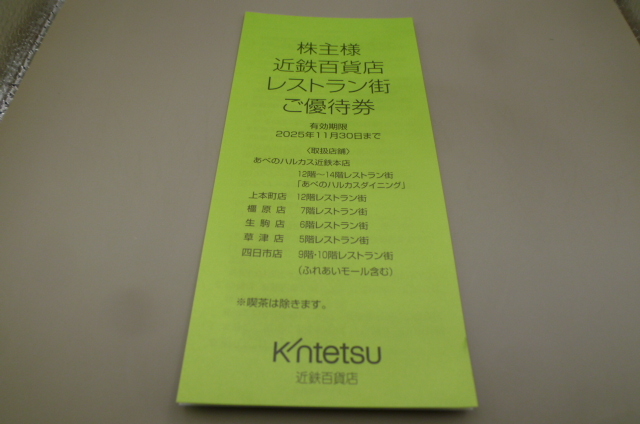 株主様
近鉄百貨店
レストラン街
ご優待券
有効期限
2025年11月30日まで
〈取扱店舗〉
あべのハルカス近鉄本店
12階〜14階レストラン街
「あべのハルカスダイニング」
上本町店 12階レストラン街
橿原店 7階レストラン街
生駒店 6階レストラン街
草津店 5階レストラン街
四日市店 9階・10階レストラン街
(ふれあいモール含む)
※喫茶は除きます。
Kintetsu
近鉄百貨店